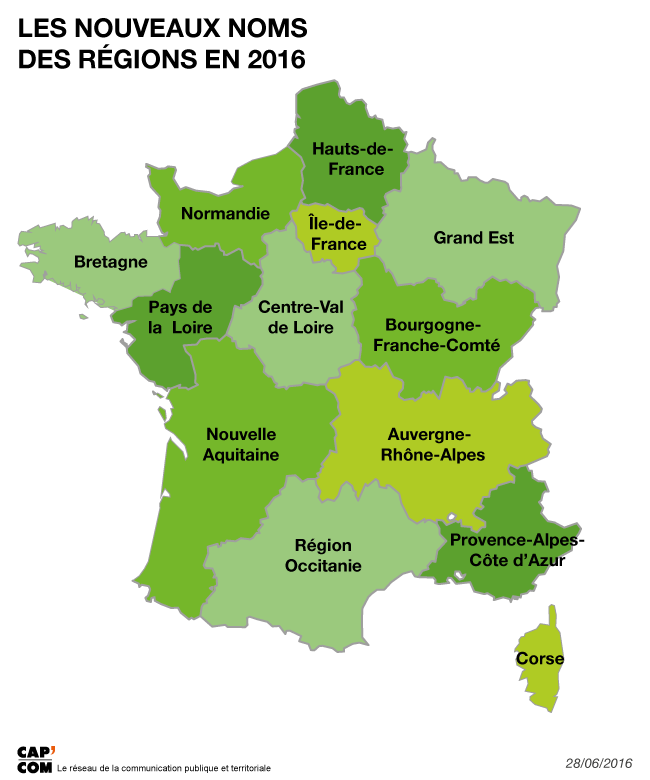 LES NOUVEAUX NOMS
DES RÉGIONS EN 2016
Hauts-de-
France
Normandie
Île-de-
France
Grand Est
Bretagne
Pays de
la Loire
Centre-Val
de Loire
Bourgogne-
Franche-Comté
Nouvelle
Aquitaine
Auvergne-
Rhône-Alpes
Région
Occitanie
Provence-Alpes-
Côte d'Azur
Corse
CAP'
COM
Le réseau de la communication publique et territoriale
28/06/2016